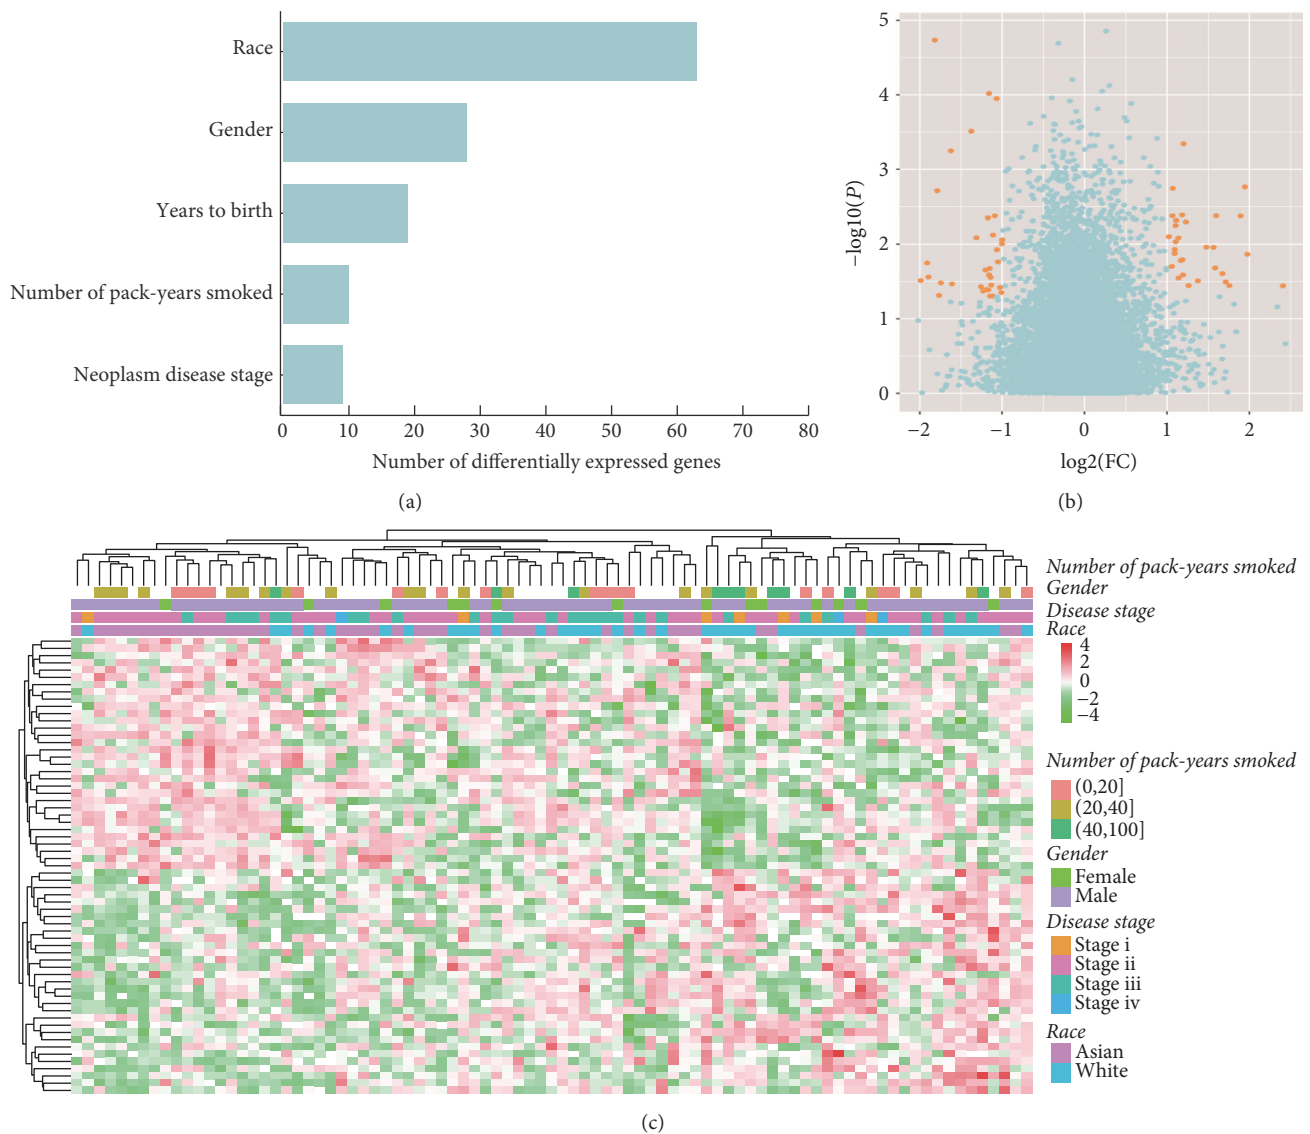 Race
Gender
Years to birth
Number of pack-years smoked
Neoplasm disease stage
0 10 20 30 40 50 60 70 80
Number of differentially expressed genes
(a)
5
4
3
2
1
0
−log10(P)
−2 −1 0 1 2
log2(FC)
(b)
Number of pack-years smoked
Gender
Disease stage
Race
4
2
0
−2
−4
Number of pack-years smoked
(0,20]
(20,40]
(40,100]
Gender
Female
Male
Disease stage
Stage i
Stage ii
Stage iii
Stage iv
Race
Asian
White
(c)